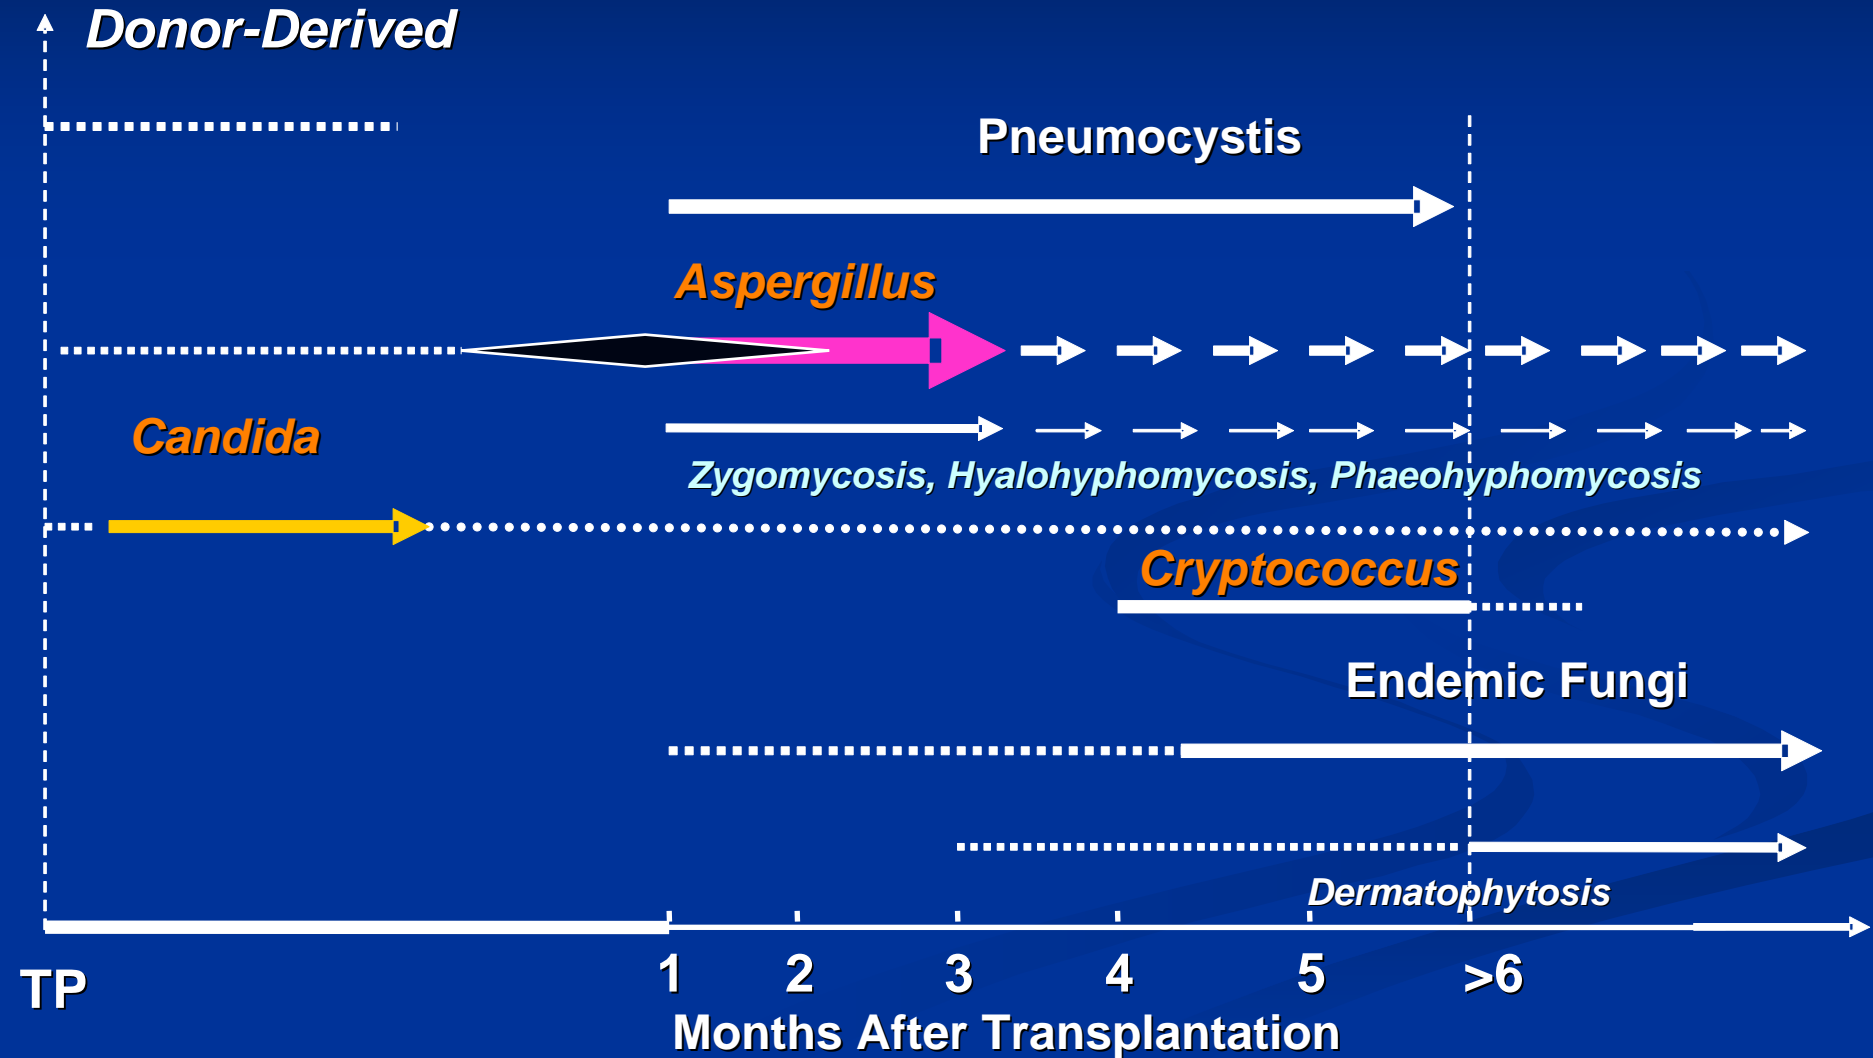 Donor-Derived
Pneumocystis
Aspergillus
Candida
Zygomycosis, Hyalohyphomycosis, Phaeohyphomycosis
Cryptococcus
Endemic Fungi
Dermatophytosis
TP 1 2 3 4 5 >6
Months After Transplantation